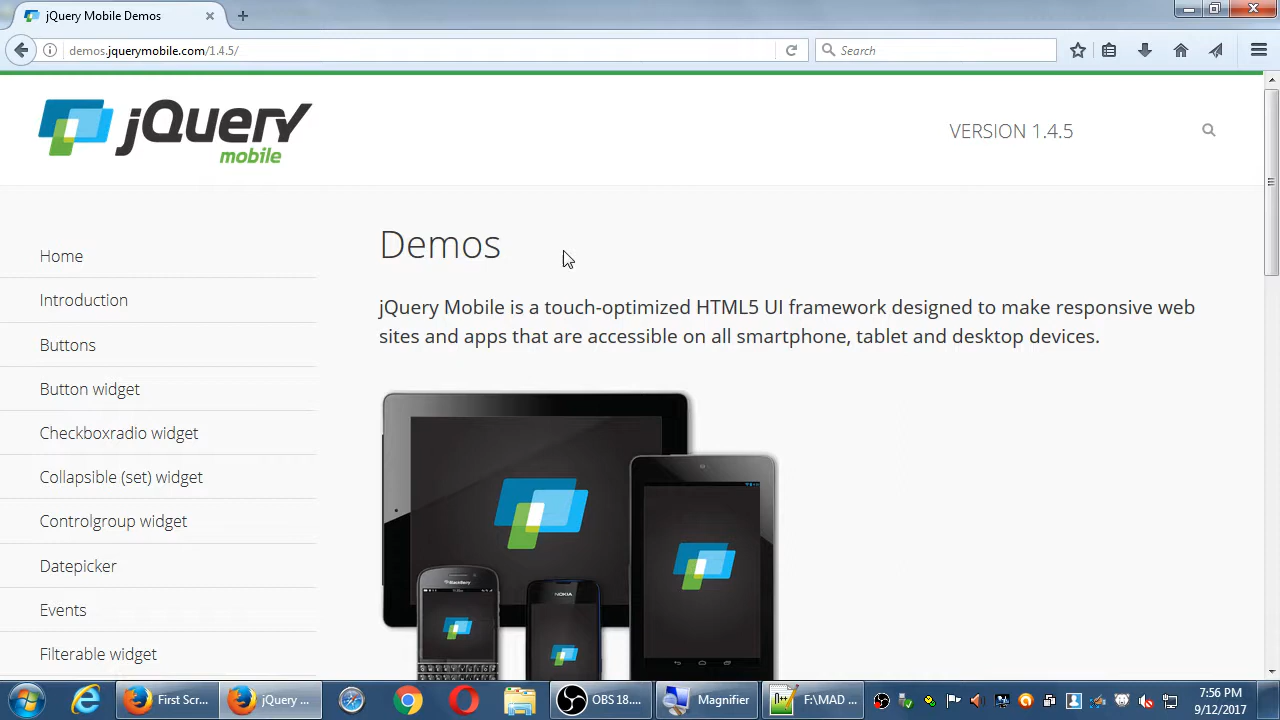 jQuery Mobile Demos
demos.jquerymobile.com/1.4.5/
Search
jQuery
mobile
VERSION 1.4.5
Home
Introduction
Buttons
Button widget
Checkboxradio widget
Collapsible (set) widget
Controlgroup widget
Datepicker
Events
Filterable widget
Demos
jQuery Mobile is a touch-optimized HTML5 UI framework designed to make responsive web
sites and apps that are accessible on all smartphone, tablet and desktop devices.
BlackBerry
NOKIA
First Scr...
jQuery ...
OBS 18....
Magnifier
F:\MAD ...
7:56 PM
9/12/2017